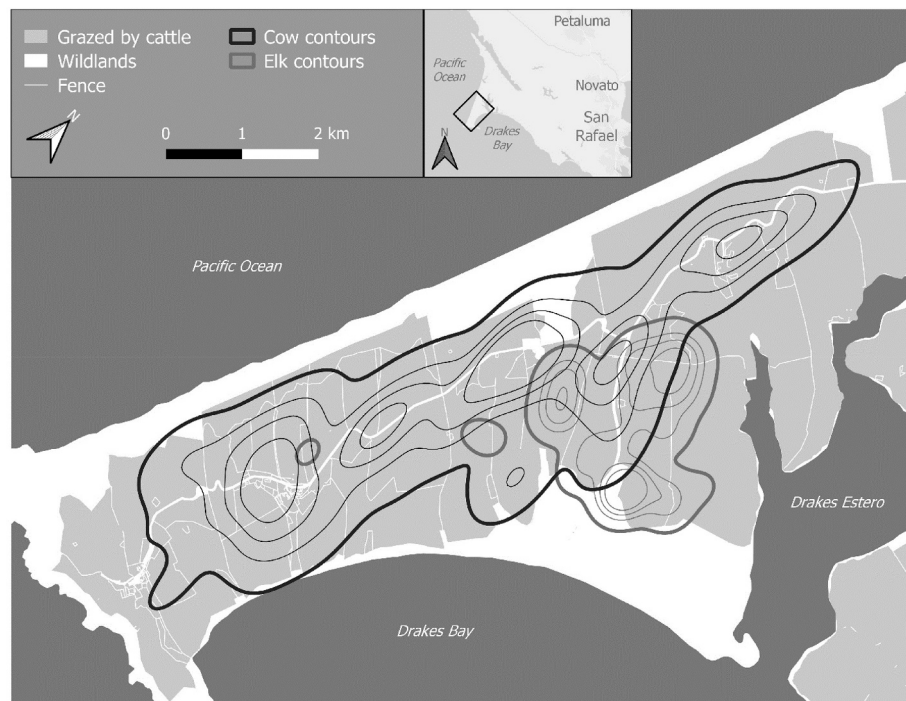 Grazed by cattle
Wildlands
Fence
Cow contours
Elk contours
N
0 1 2 km
Petaluma
Pacific
Ocean
Novato
San
Rafael
Drakes
Bay
N
Pacific Ocean
Drakes Estero
Drakes Bay